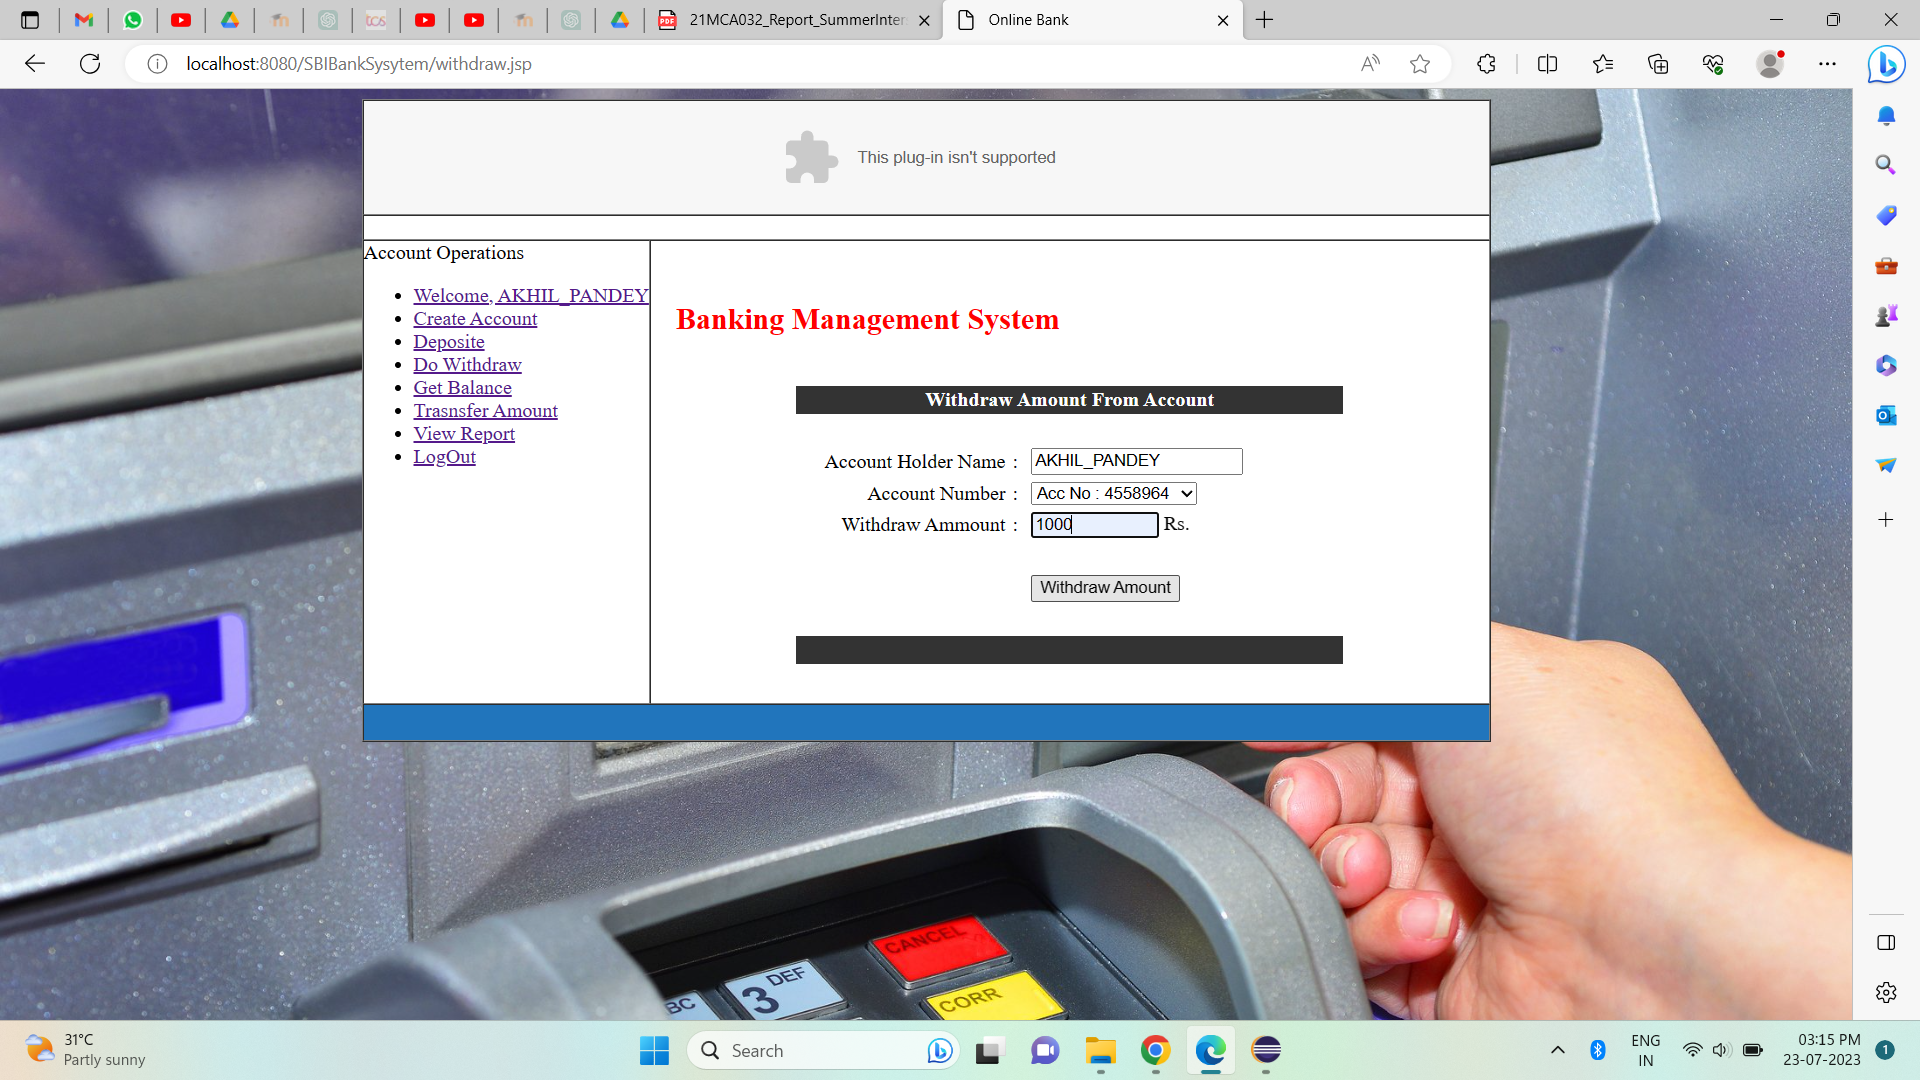 21MCA032_Report_SummerInter
Online Bank
localhost:8080/SBIBankSysytem/withdraw.jsp
This plug-in isn't supported
Account Operations
Welcome, AKHIL_PANDEY
Create Account
Deposite
Do Withdraw
Get Balance
Trasnsfer Amount
View Report
LogOut
Banking Management System
Withdraw Amount From Account
Account Holder Name : AKHIL_PANDEY
Account Number : Acc No : 4558964
Withdraw Ammount : 1000 Rs.
Withdraw Amount
CANCEL
3 DEF
BC
CORR
31°C
Partly sunny
Search
ENG
IN
03:15 PM
23-07-2023
1